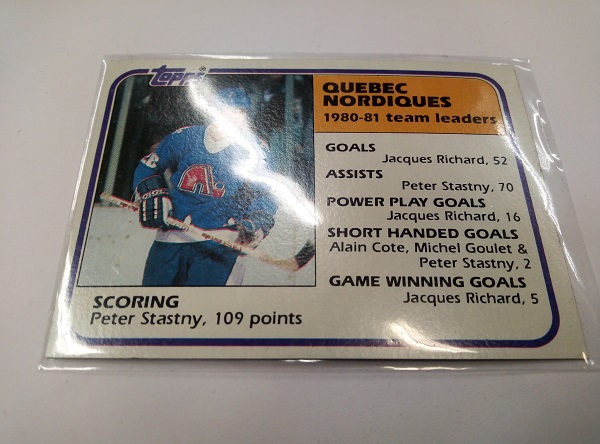 Topps
QUEBEC
NORDIQUES
1980-81 team leaders
GOALS
Jacques Richard, 52
ASSISTS
Peter Stastny, 70
POWER PLAY GOALS
Jacques Richard, 16
SHORT HANDED GOALS
Alain Cote, Michel Goulet &
Peter Stastny, 2
GAME WINNING GOALS
Jacques Richard, 5
SCORING
Peter Stastny, 109 points